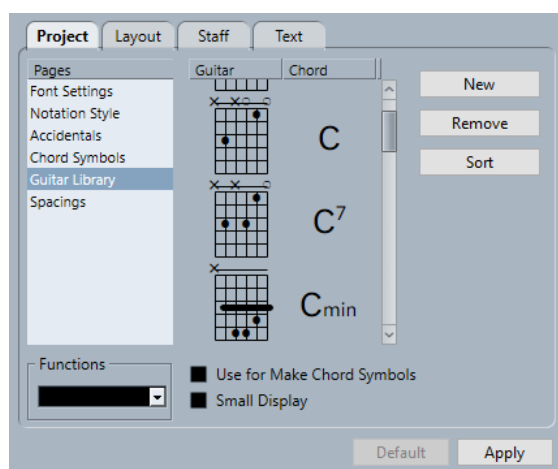 Project Layout Staff Text
Pages
Font Settings
Notation Style
Accidentals
Chord Symbols
Guitar Library
Spacings
Guitar Chord
C
C7
Cmin
New
Remove
Sort
Functions
Use for Make Chord Symbols
Small Display
Default Apply